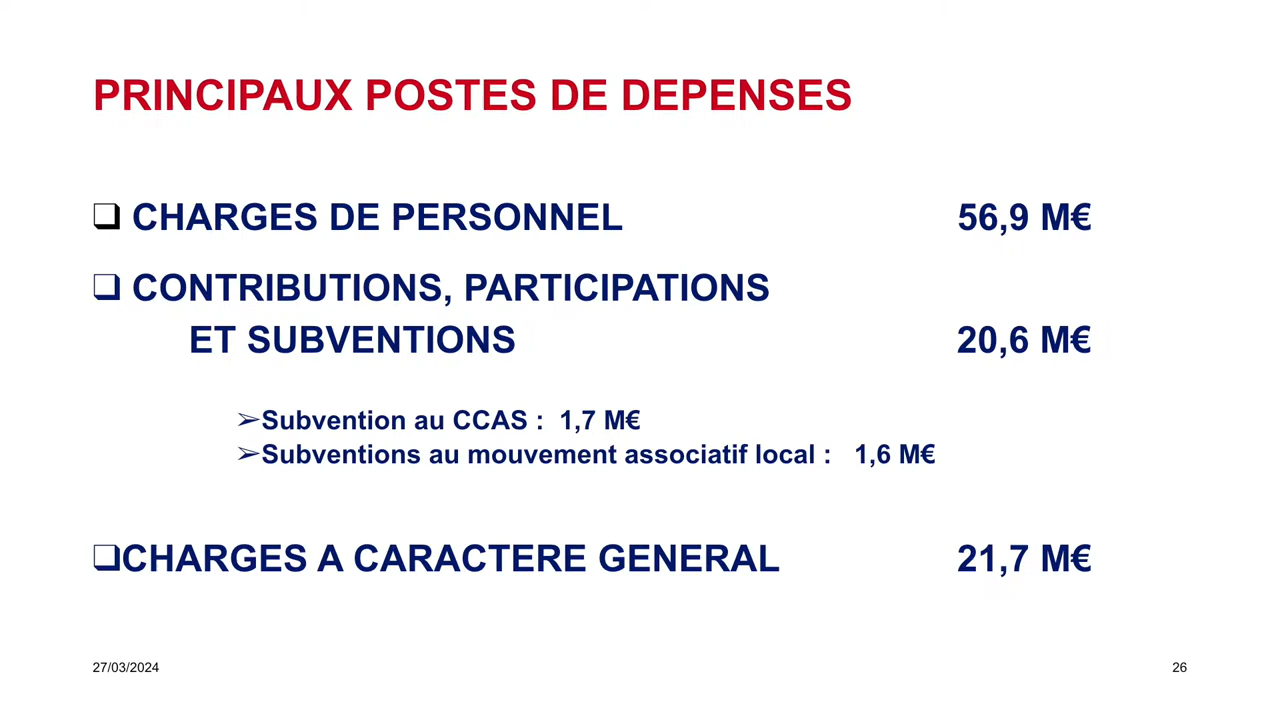 PRINCIPAUX POSTES DE DEPENSES
❑ CHARGES DE PERSONNEL 56,9 M€
❑ CONTRIBUTIONS, PARTICIPATIONS
ET SUBVENTIONS 20,6 M€
➢Subvention au CCAS : 1,7 M€
➢Subventions au mouvement associatif local : 1,6 M€
❑CHARGES A CARACTERE GENERAL 21,7 M€
27/03/2024 26